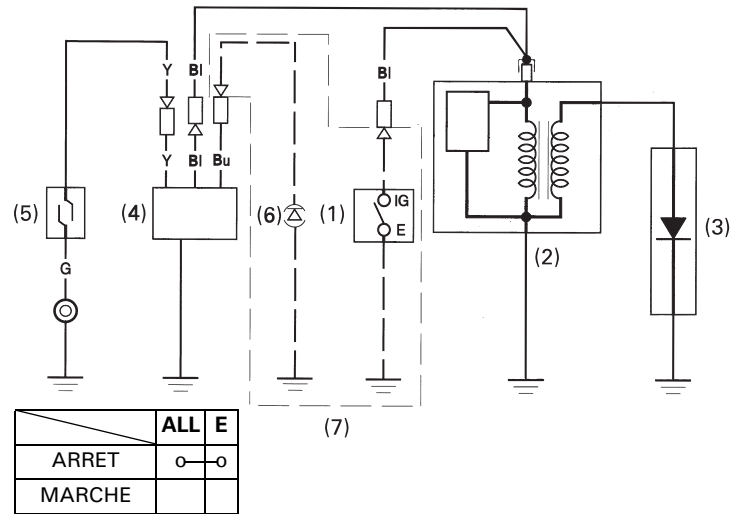 Y
Bl
Bl
Y
Bl
Bu
(5)
(4)
(6)
(1)
IG
E
(2)
(3)
G
(7)
ALL E
ARRET o o
MARCHE